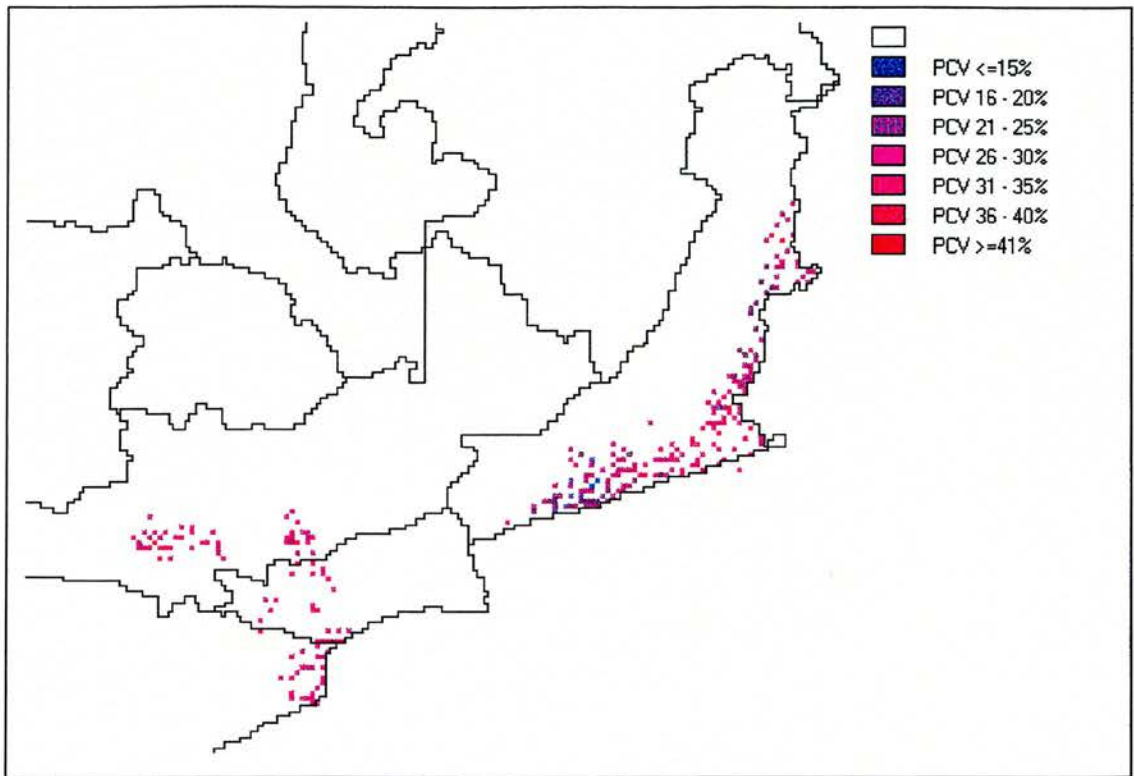 PCV <=15%
PCV 16 - 20%
PCV 21 - 25%
PCV 26 - 30%
PCV 31 - 35%
PCV 36 - 40%
PCV >=41%